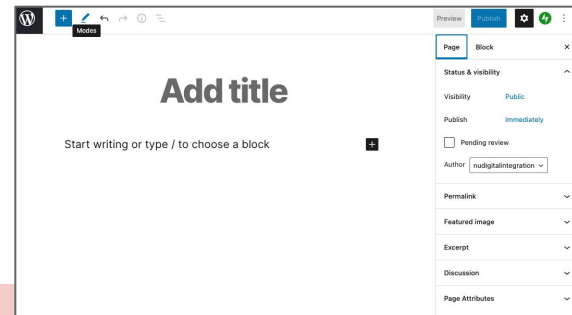 Preview Publish
Modes
Page Block
Status & visibility
Add title
Visibility Public
Publish Immediately
Start writing or type / to choose a block
Pending review
Author nudigitalintegration
Permalink
Featured image
Excerpt
Discussion
Page Attributes